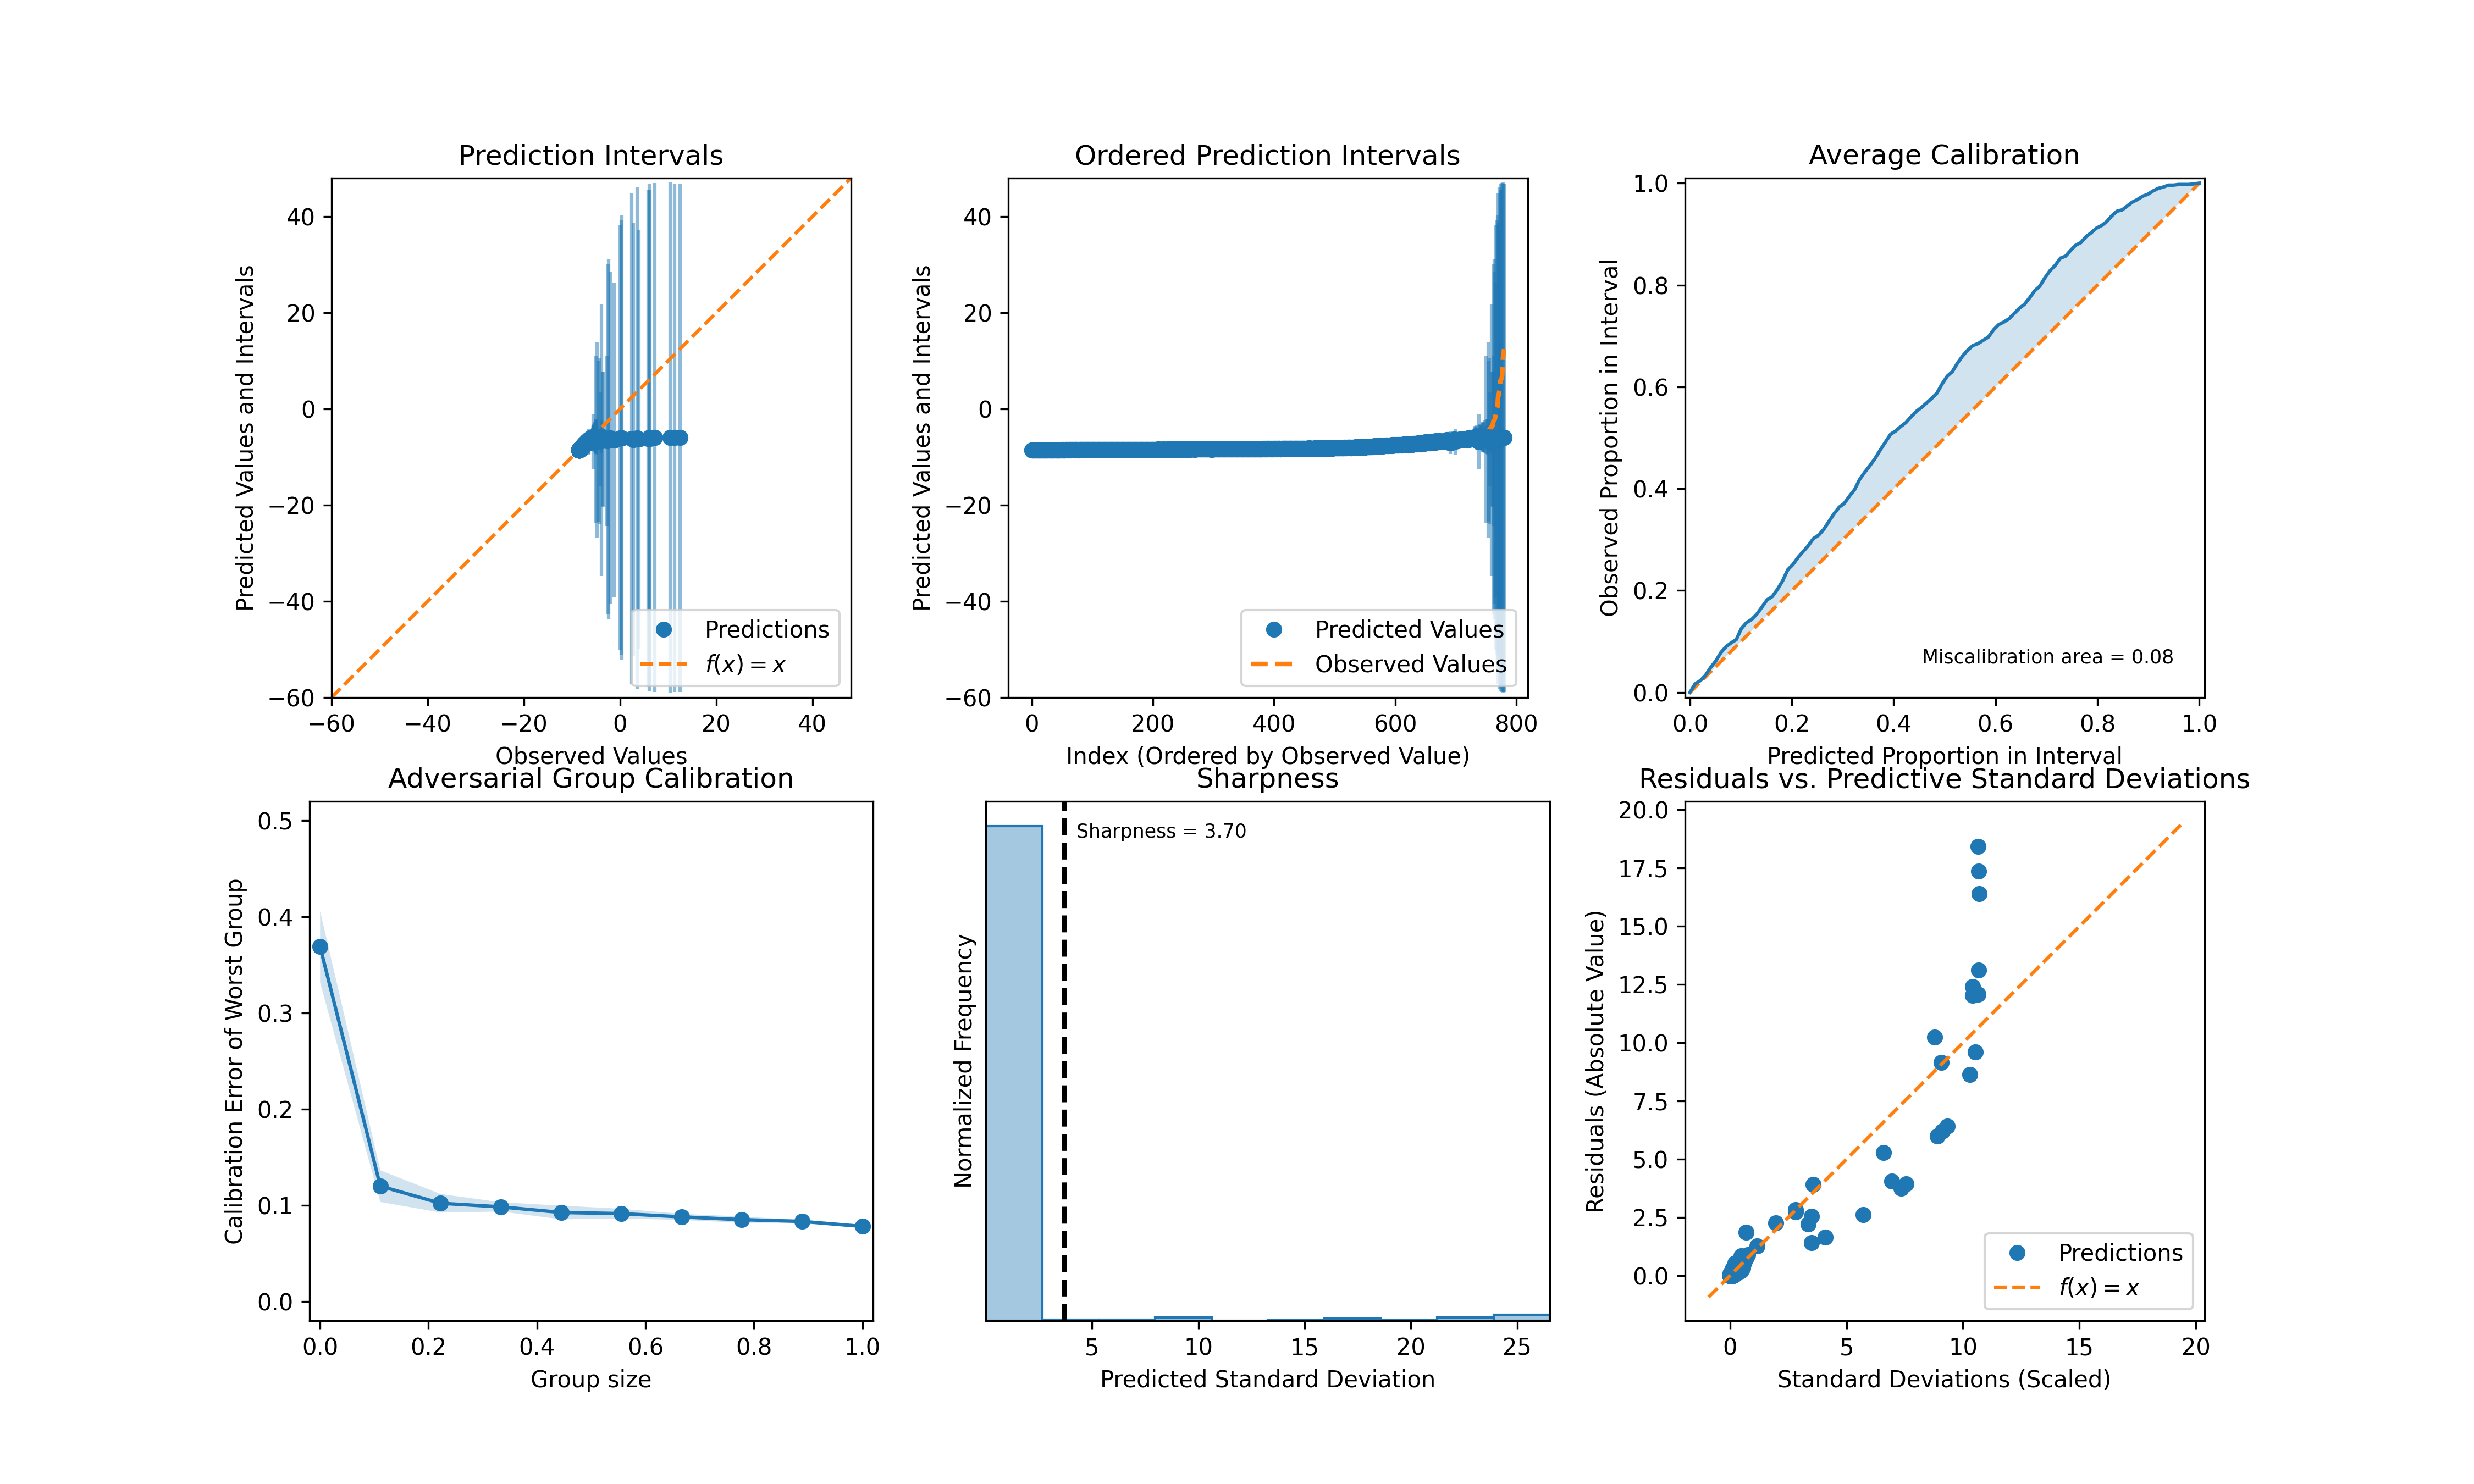 Prediction Intervals
Predicted Values and Intervals
40
20
0
−20
−40
−60
−60 −40 −20 0 20 40
Observed Values
Predictions
f(x) = x
Ordered Prediction Intervals
Predicted Values and Intervals
40
20
0
−20
−40
−60
0 200 400 600 800
Index (Ordered by Observed Value)
Predicted Values
Observed Values
Average Calibration
Observed Proportion in Interval
1.0
0.8
0.6
0.4
0.2
0.0
0.0 0.2 0.4 0.6 0.8 1.0
Predicted Proportion in Interval
Miscalibration area = 0.08
Adversarial Group Calibration
Calibration Error of Worst Group
0.5
0.4
0.3
0.2
0.1
0.0
0.0 0.2 0.4 0.6 0.8 1.0
Group size
Sharpness
Normalized Frequency
Sharpness = 3.70
5 10 15 20 25
Predicted Standard Deviation
Residuals vs. Predictive Standard Deviations
Residuals (Absolute Value)
20.0
17.5
15.0
12.5
10.0
7.5
5.0
2.5
0.0
0 5 10 15 20
Standard Deviations (Scaled)
Predictions
f(x) = x